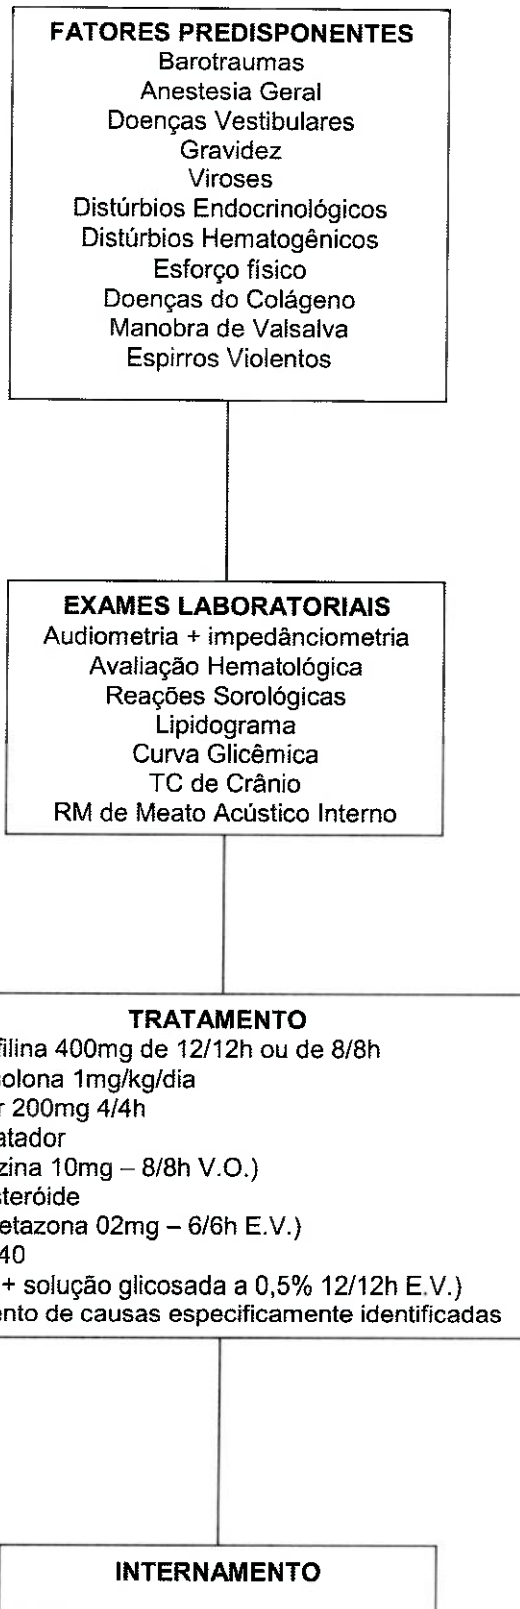 FATORES PREDISPONENTES
Barotraumas
Anestesia Geral
Doenças Vestibulares
Gravidez
Viroses
Distúrbios Endocrinológicos
Distúrbios Hematogênicos
Esforço físico
Doenças do Colágeno
Manobra de Valsalva
Espirros Violentos
EXAMES LABORATORIAIS
Audiometria + impedânciometria
Avaliação Hematológica
Reações Sorológicas
Lipidograma
Curva Glicêmica
TC de Crânio
RM de Meato Acústico Interno
TRATAMENTO
filina 400mg de 12/12h ou de 8/8h
olona 1mg/kg/dia
r 200mg 4/4h
atador
zina 10mg – 8/8h V.O.)
steróide
etazona 02mg – 6/6h E.V.)
40
+ solução glicosada a 0,5% 12/12h E.V.)
ento de causas especificamente identificadas
INTERNAMENTO